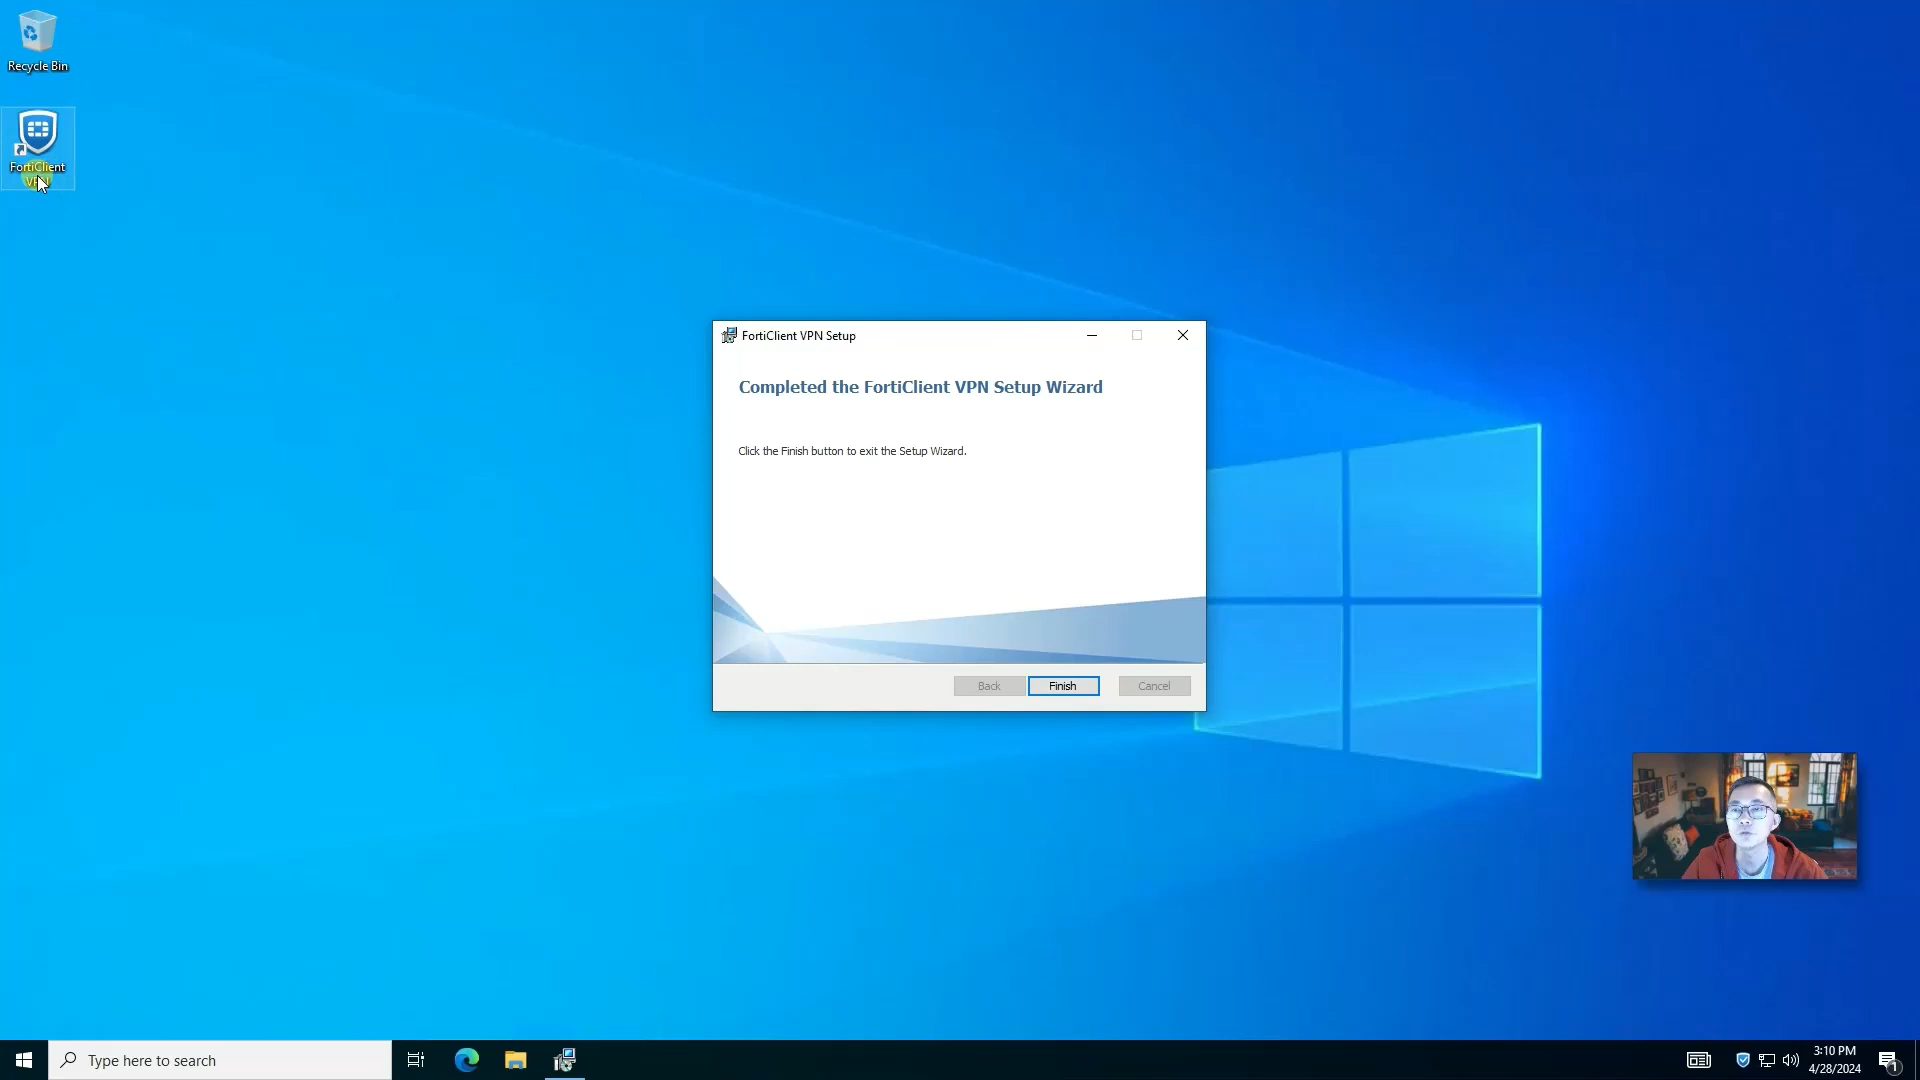 Recycle Bin
FortiClient
VPN
FortiClient VPN Setup
Completed the FortiClient VPN Setup Wizard
Click the Finish button to exit the Setup Wizard.
Back
Finish
Cancel
Type here to search
3:10 PM
4/28/2024
1